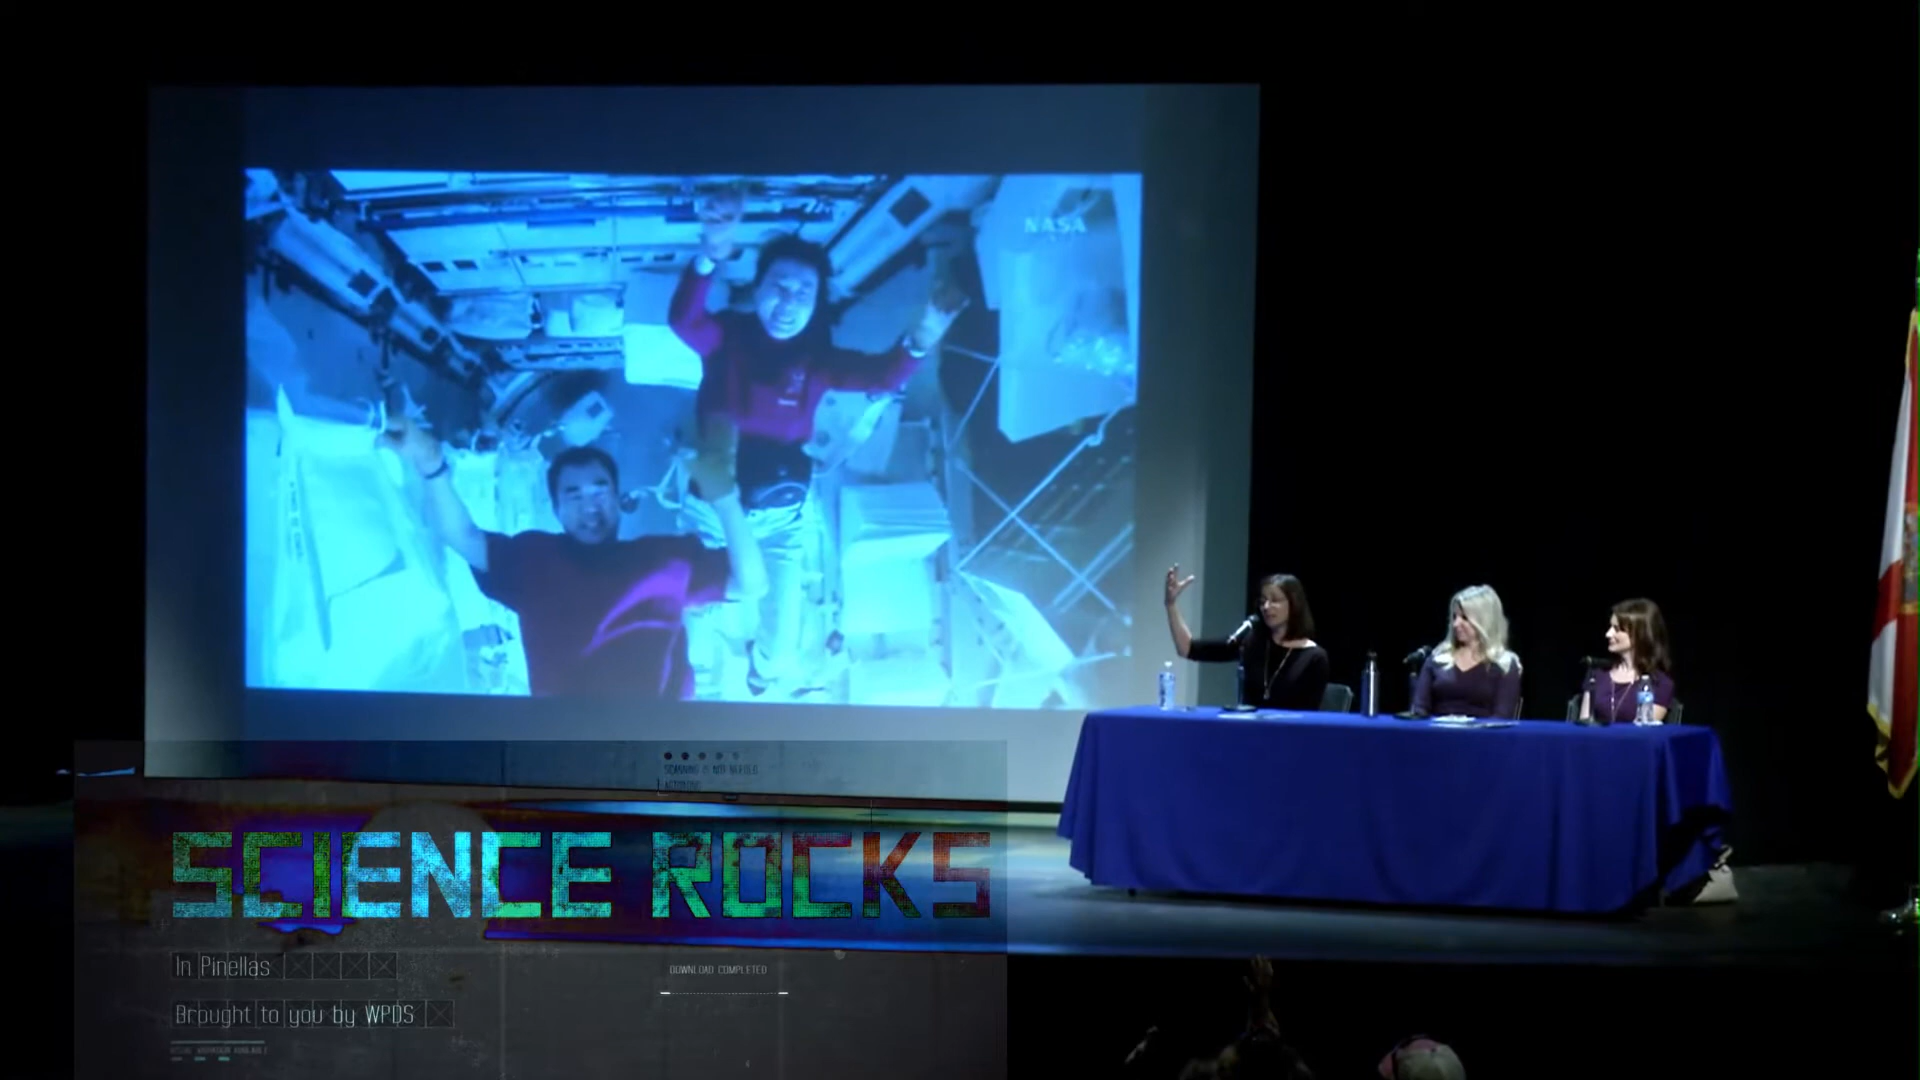 NASA
SCIENCE ROCKS
In Pinellas
Brought to you by WPDS
DOWNLOAD COMPLETED